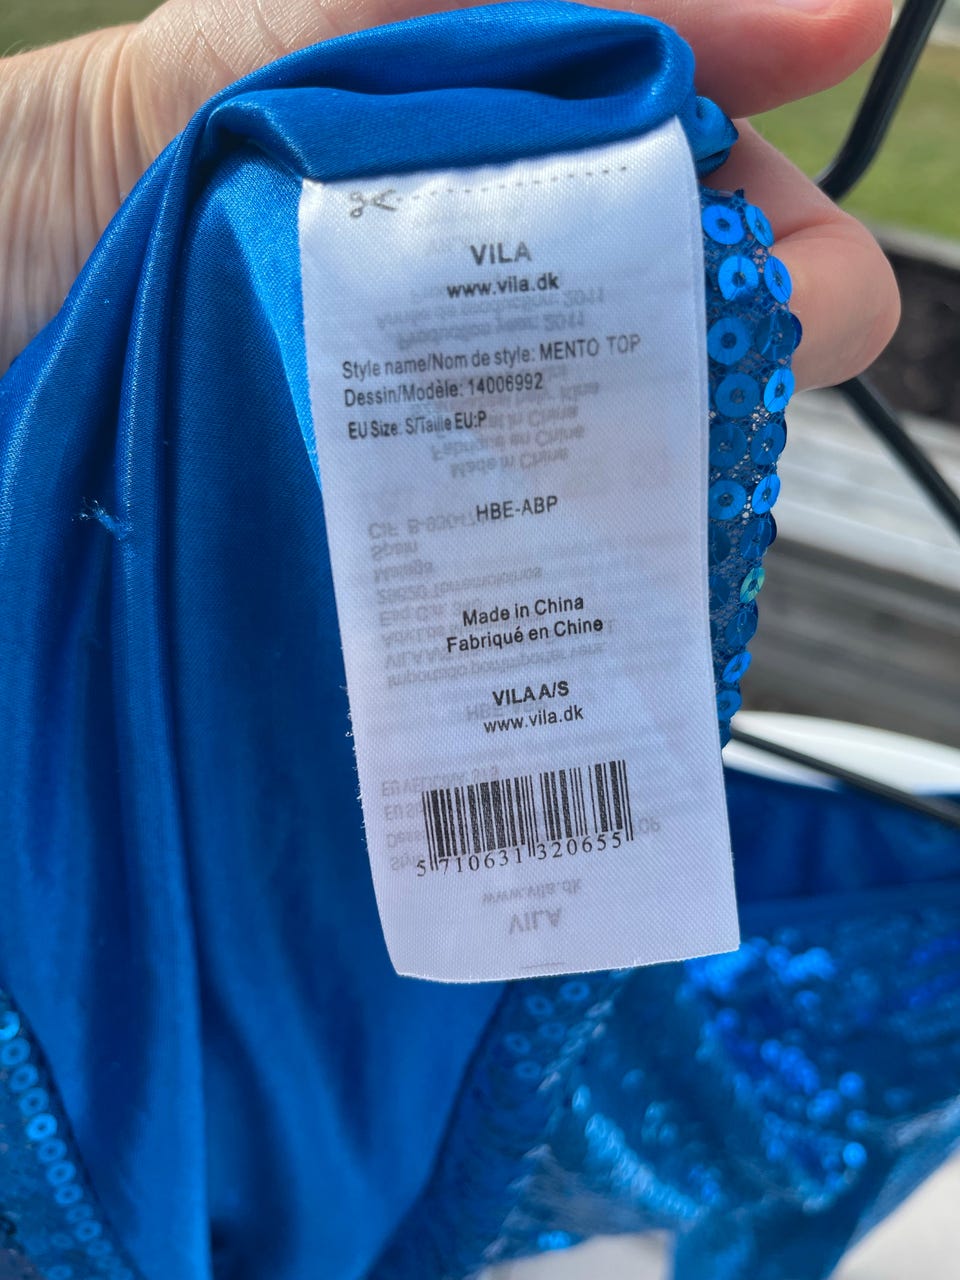 VILA
www.vila.dk
Style name/Nom de style: MENTO TOP
Dessin/Modèle: 14006992
EU Size: S/Taille EU:P
HBE-ABP
Made in China
Fabriqué en Chine
VILA A/S
www.vila.dk
5 710631 320655